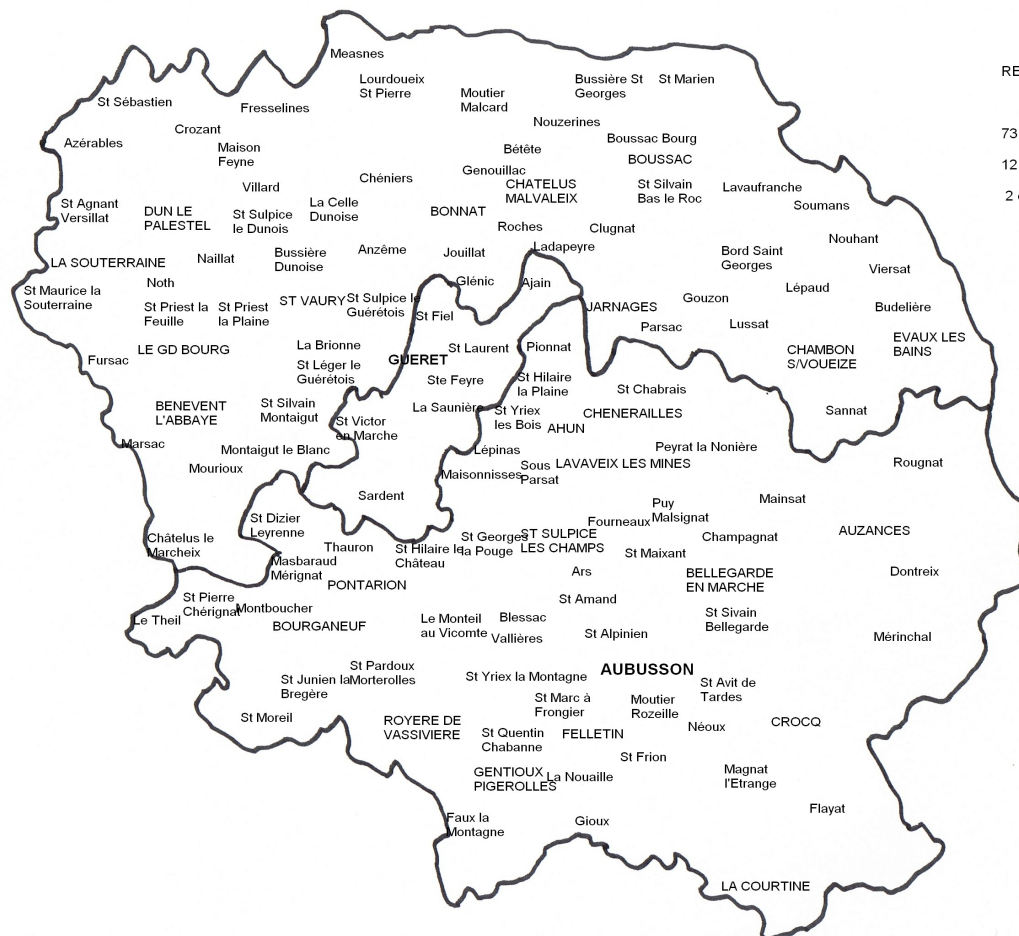 Measnes
RE
Lourdoueix
St Pierre
Bussière St
Georges
St Marien
Moutier
Malcard
St Sébastien
Fresselines
Nouzerines
Crozant
73
Azérables
Maison
Feyne
Boussac Bourg
Bétête
BOUSSAC
12
Genouillac
Chéniers
CHATELUS
MALVALEIX
St Silvain
Bas le Roc
Lavaufranche
Villard
2
St Agnant
Versillat
DUN LE
PALESTEL
St Sulpice
le Dunois
La Celle
Dunoise
BONNAT
Soumans
Roches
Clugnat
Nouhant
Ladapeyre
Anzême
Jouillat
Bord Saint
Georges
Bussière
Dunoise
Naillat
LA SOUTERRAINE
Viersat
Noth
Glénic
Ajain
Lépaud
St Maurice la
Souterraine
St Priest la
Feuille
St Priest
la Plaine
ST VAURY
St Sulpice le
Guérétois
St Fiel
JARNAGES
Gouzon
Budelière
Parsac
Lussat
EVAUX LES
BAINS
La Brionne
LE GD BOURG
St Laurent
Pionnat
CHAMBON
S/VOUEIZE
Fursac
GUERET
St Léger le
Guérétois
Ste Feyre
St Hilaire
la Plaine
St Chabrais
BENEVENT
L'ABBAYE
St Silvain
Montaigut
La Saunière
St Yriex
les Bois
CHENERAILLES
Sannat
St Victor
en Marche
AHUN
Marsac
Montaigut le Blanc
Lépinas
Peyrat la Nonière
Mourioux
Maisonnisses
Sous
Parsat
LAVAVEIX LES MINES
Rougnat
Sardent
Puy
Malsignat
Mainsat
St Dizier
Leyrenne
Fourneaux
AUZANCES
Châtelus le
Marcheix
Thauron
St Hilaire le
Château
St Georges
la Pouge
ST SULPICE
LES CHAMPS
Champagnat
St Maixant
Masbaraud
Mérignat
PONTARION
Ars
BELLEGARDE
EN MARCHE
Dontreix
St Pierre
Chérignat
Montboucher
St Amand
Le Theil
BOURGANEUF
Le Monteil
au Vicomte
Blessac
St Sivain
Bellegarde
Vallières
St Alpinien
Mérinchal
St Pardoux
Morterolles
St Junien la
Bregère
St Yriex la Montagne
AUBUSSON
St Avit de
Tardes
St Marc à
Frongier
Moutier
Rozeille
St Moreil
ROYERE DE
VASSIVIERE
St Quentin
Chabanne
FELLETIN
Néoux
CROCQ
St Frion
GENTIOUX
PIGEROLLES
La Nouaille
Magnat
l'Etrange
Flayat
Faux la
Montagne
Gioux
LA COURTINE